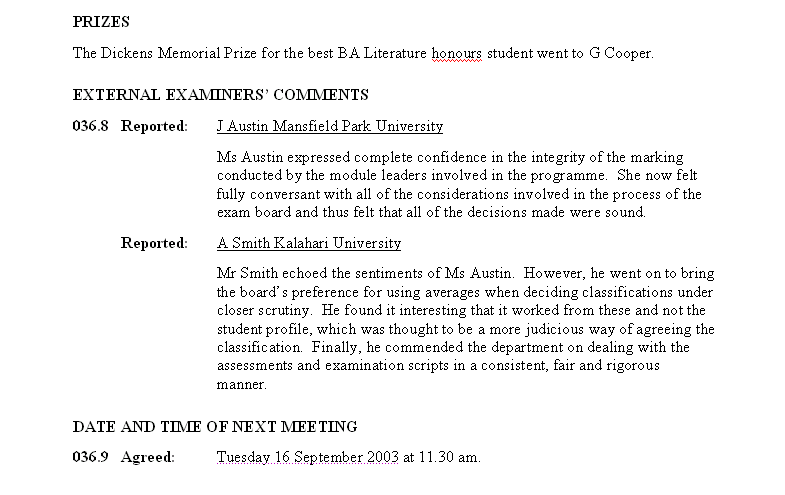 PRIZES
The Dickens Memorial Prize for the best BA Literature honours student went to G Cooper.
EXTERNAL EXAMINERS’ COMMENTS
036.8 Reported: J Austin Mansfield Park University
Ms Austin expressed complete confidence in the integrity of the marking
conducted by the module leaders involved in the programme. She now felt
fully conversant with all of the considerations involved in the process of the
exam board and thus felt that all of the decisions made were sound.
Reported: A Smith Kalahari University
Mr Smith echoed the sentiments of Ms Austin. However, he went on to bring
the board’s preference for using averages when deciding classifications under
closer scrutiny. He found it interesting that it worked from these and not the
student profile, which was thought to be a more judicious way of agreeing the
classification. Finally, he commended the department on dealing with the
assessments and examination scripts in a consistent, fair and rigorous
manner.
DATE AND TIME OF NEXT MEETING
036.9 Agreed: Tuesday 16 September 2003 at 11.30 am.